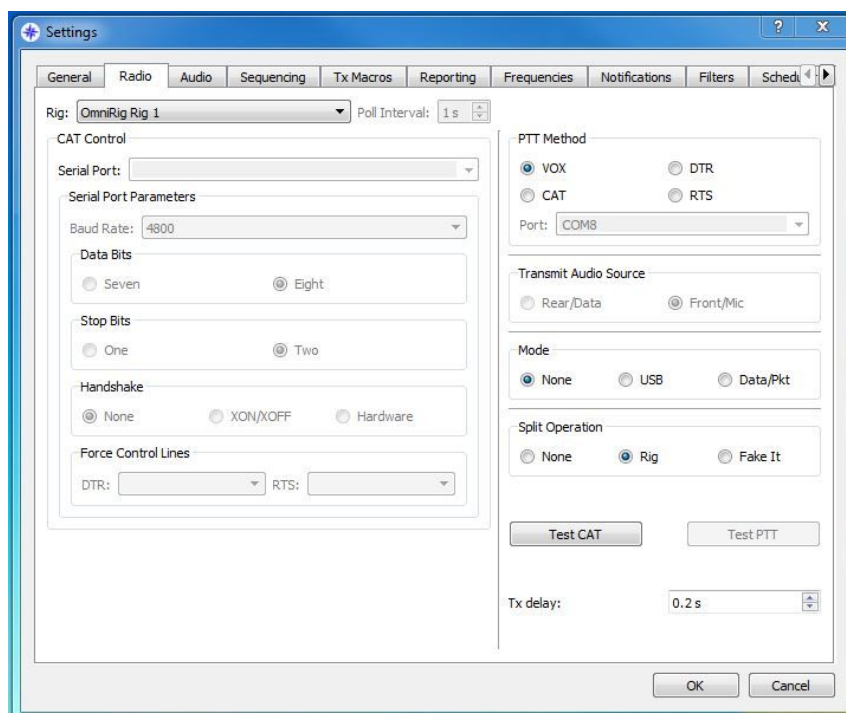 Settings
General Radio Audio Sequencing Tx Macros Reporting Frequencies Notifications Filters
Rig: OmniRig Rig 1 Poll Interval: 1 s
CAT Control
Serial Port:
Serial Port Parameters
Baud Rate: 4800
Data Bits
Seven Eight
Stop Bits
One Two
Handshake
None XON/XOFF Hardware
Force Control Lines
DTR: RTS:
PTT Method
VOX DTR
CAT RTS
Port: COM8
Transmit Audio Source
Rear/Data Front/Mic
Mode
None USB Data/Pkt
Split Operation
None Rig Fake It
Test CAT Test PTT
Tx delay: 0.2 s
OK Cancel